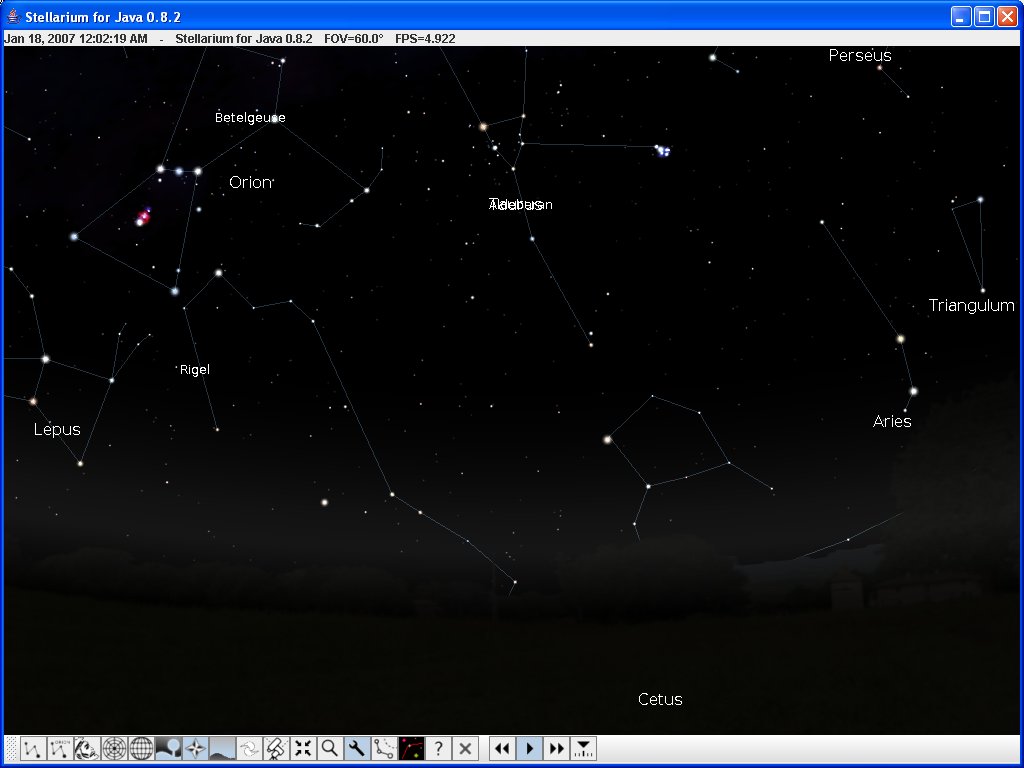 Stellarium for Java 0.8.2
Jan 18, 2007 12:02:19 AM - Stellarium for Java 0.8.2 FOV=60.0° FPS=4.922
Perseus
Betelgeuse
Orion
Taurus
Aldebaran
Triangulum
Rigel
Aries
Lepus
Cetus
?